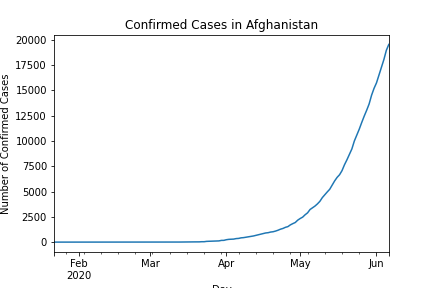 Confirmed Cases in Afghanistan
Number of Confirmed Cases
20000
17500
15000
12500
10000
7500
5000
2500
0
Feb
2020
Mar
Apr
May
Jun